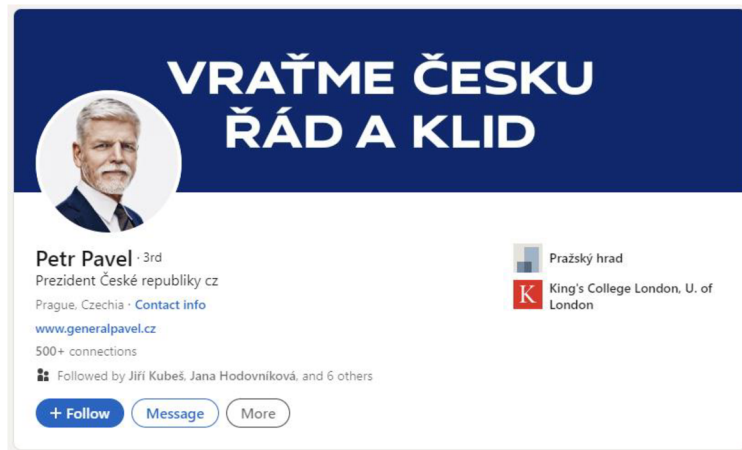 VRAŤME ČESKU
ŘÁD A KLID
Petr Pavel · 3rd
Prezident České republiky cz
Prague, Czechia · Contact info
www.generalpavel.cz
500+ connections
Followed by Jiří Kubeš, Jana Hodovníková, and 6 others
+ Follow
Message
More
Pražský hrad
K
King's College London, U. of
London